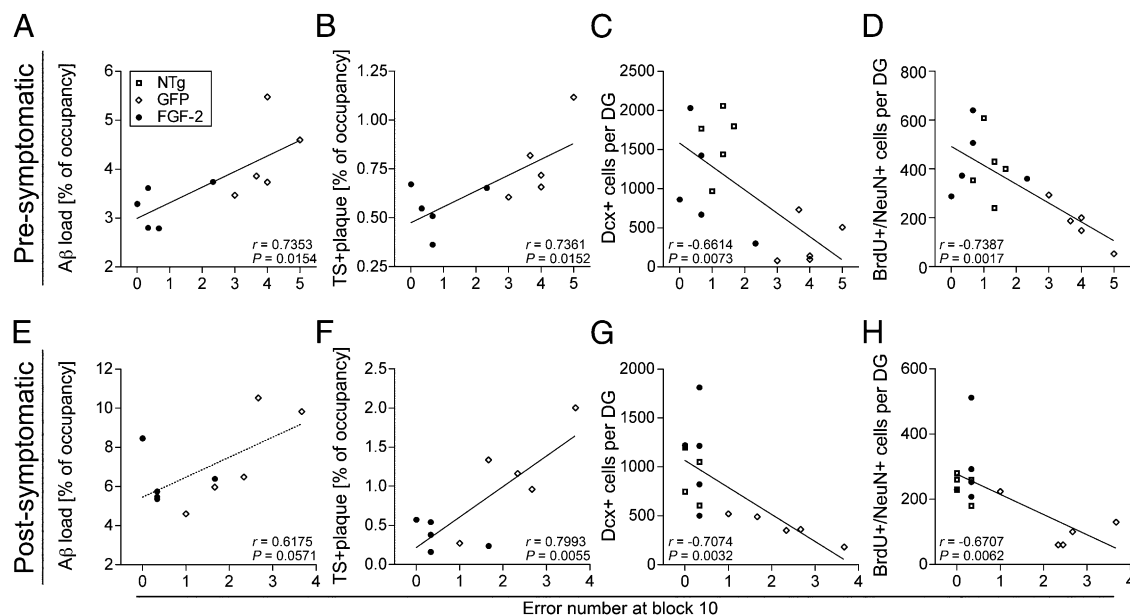 A
B
C
D
Pre-symptomatic
Aβ load [% of occupancy]
6
5
4
3
2
NTg
GFP
FGF-2
r = 0.7353
P = 0.0154
0 1 2 3 4 5
TS+plaque [% of occupancy]
1.25
1.00
0.75
0.50
0.25
r = 0.7361
P = 0.0152
0 1 2 3 4 5
Dcx+ cells per DG
2500
2000
1500
1000
500
0
r = -0.6614
P = 0.0073
0 1 2 3 4 5
BrdU+/NeuN+ cells per DG
800
600
400
200
0
r = -0.7387
P = 0.0017
0 1 2 3 4 5
E
F
G
H
Post-symptomatic
Aβ load [% of occupancy]
12
10
8
6
4
2
r = 0.6175
P = 0.0571
0 1 2 3 4
TS+plaque [% of occupancy]
2.5
2.0
1.5
1.0
0.5
0.0
r = 0.7993
P = 0.0055
0 1 2 3 4
Dcx+ cells per DG
2000
1500
1000
500
0
r = -0.7074
P = 0.0032
0 1 2 3 4
BrdU+/NeuN+ cells per DG
600
400
200
0
r = -0.6707
P = 0.0062
0 1 2 3 4
Error number at block 10